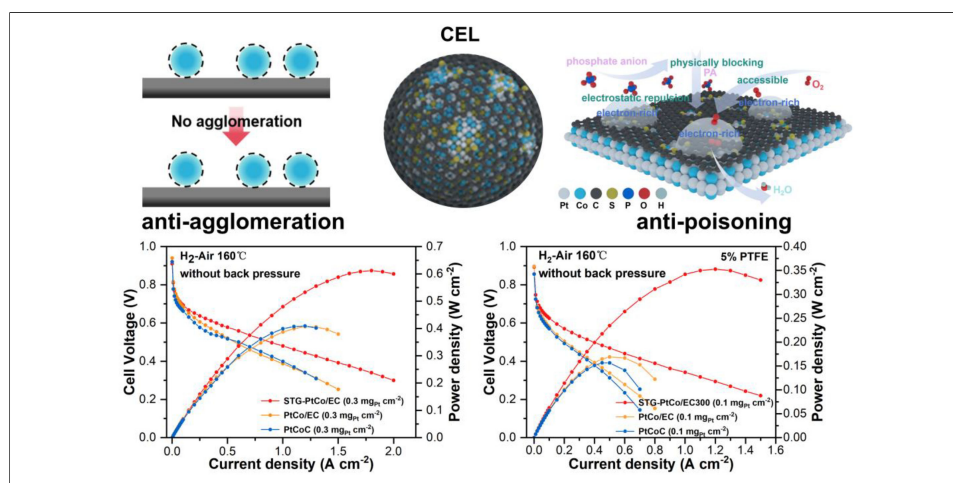 CEL
No agglomeration
anti-agglomeration
phosphate anion
physically blocking
PA
accessible
O₂
electrostatic repulsion
electron-rich
electron-rich
electron-rich
H₂O
Pt Co C S P O H
anti-poisoning
H₂-Air 160℃
without back pressure
Cell Voltage (V)
1.0
0.8
0.6
0.4
0.2
0.0
Power density (W cm⁻²)
0.7
0.6
0.5
0.4
0.3
0.2
0.1
0.0
STG-PtCo/EC (0.3 mgPt cm⁻²)
PtCo/EC (0.3 mgPt cm⁻²)
PtCoC (0.3 mgPt cm⁻²)
0.0 0.5 1.0 1.5 2.0
Current density (A cm⁻²)
H₂-Air 160℃
5% PTFE
without back pressure
Cell Voltage (V)
1.0
0.8
0.6
0.4
0.2
0.0
Power density (W cm⁻²)
0.40
0.35
0.30
0.25
0.20
0.15
0.10
0.05
0.00
STG-PtCo/EC300 (0.1 mgPt cm⁻²)
PtCo/EC (0.1 mgPt cm⁻²)
PtCoC (0.1 mgPt cm⁻²)
0.0 0.2 0.4 0.6 0.8 1.0 1.2 1.4 1.6
Current density (A cm⁻²)